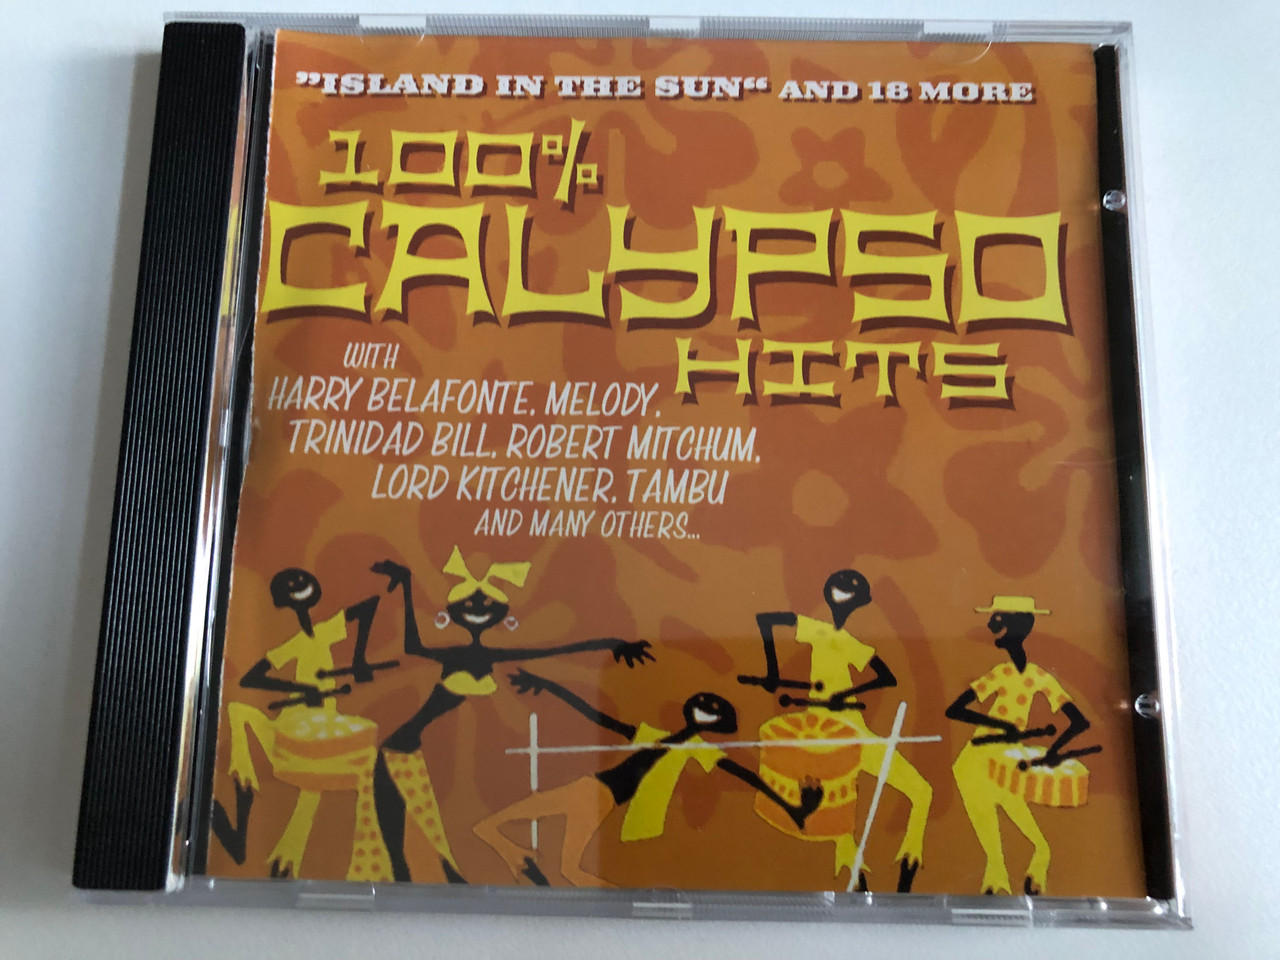 ”ISLAND IN THE SUN“ AND 18 MORE
100%
CALYPSO
HITS
WITH
HARRY BELAFONTE, MELODY,
TRINIDAD BILL, ROBERT MITCHUM,
LORD KITCHENER, TAMBU
AND MANY OTHERS...